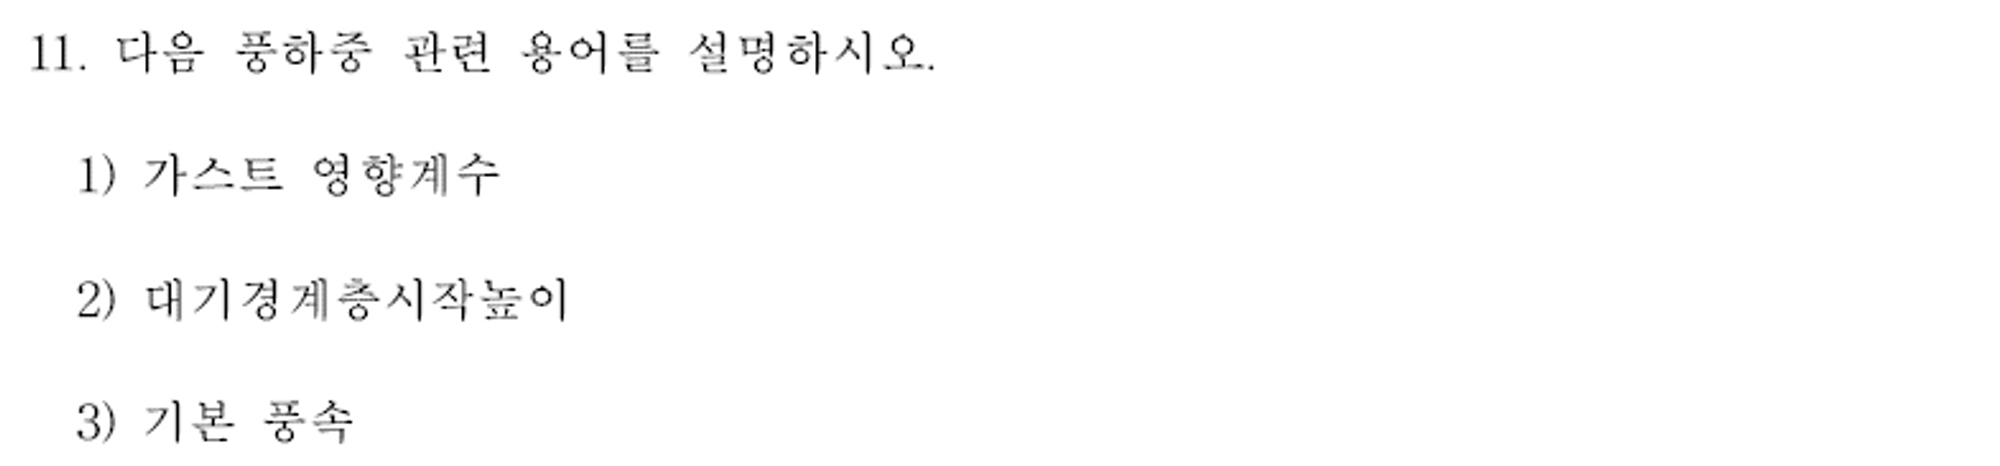 11. 다음 풍하중 관련 용어를 설명하시오.
1) 가스트 영향계수
2) 대기경계층시작높이
3) 기본 풍속